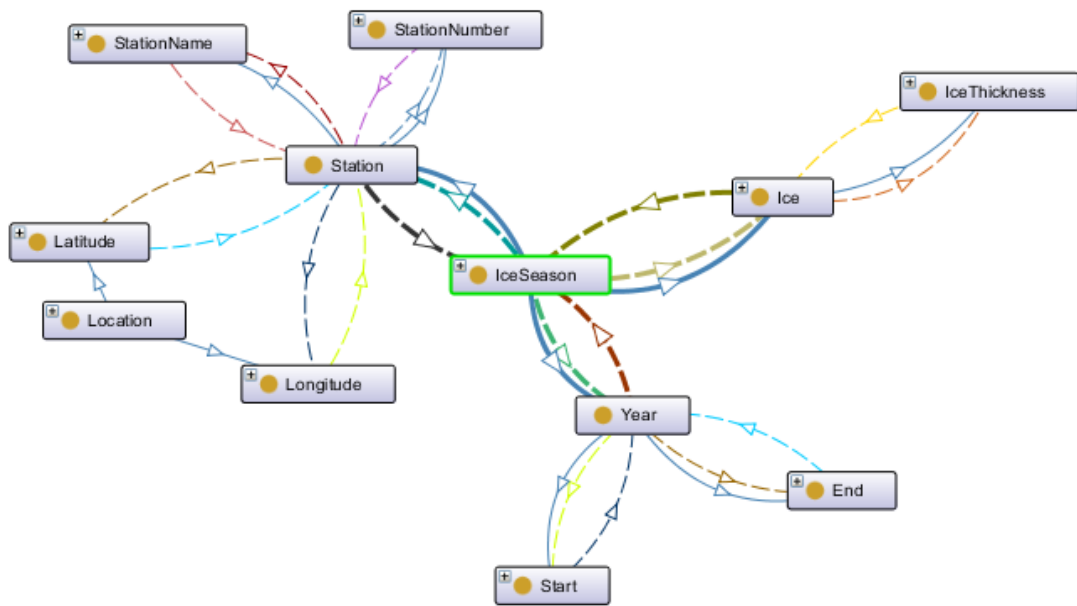 StationName
StationNumber
IceThickness
Station
Ice
Latitude
IceSeason
Location
Longitude
Year
End
Start